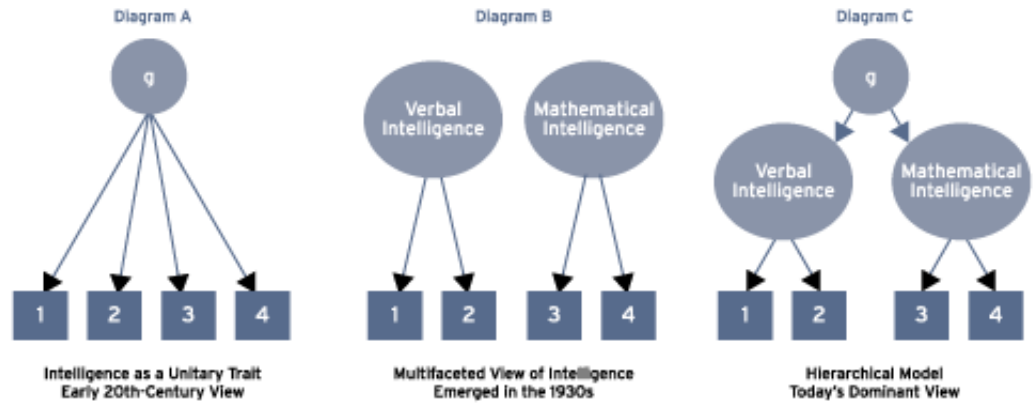 Diagram A
g
1 2 3 4
Intelligence as a Unitary Trait
Early 20th-Century View
Diagram B
Verbal
Intelligence
Mathematical
Intelligence
1 2 3 4
Multifaceted View of Intelligence
Emerged in the 1930s
Diagram C
g
Verbal
Intelligence
Mathematical
Intelligence
1 2 3 4
Hierarchical Model
Today's Dominant View